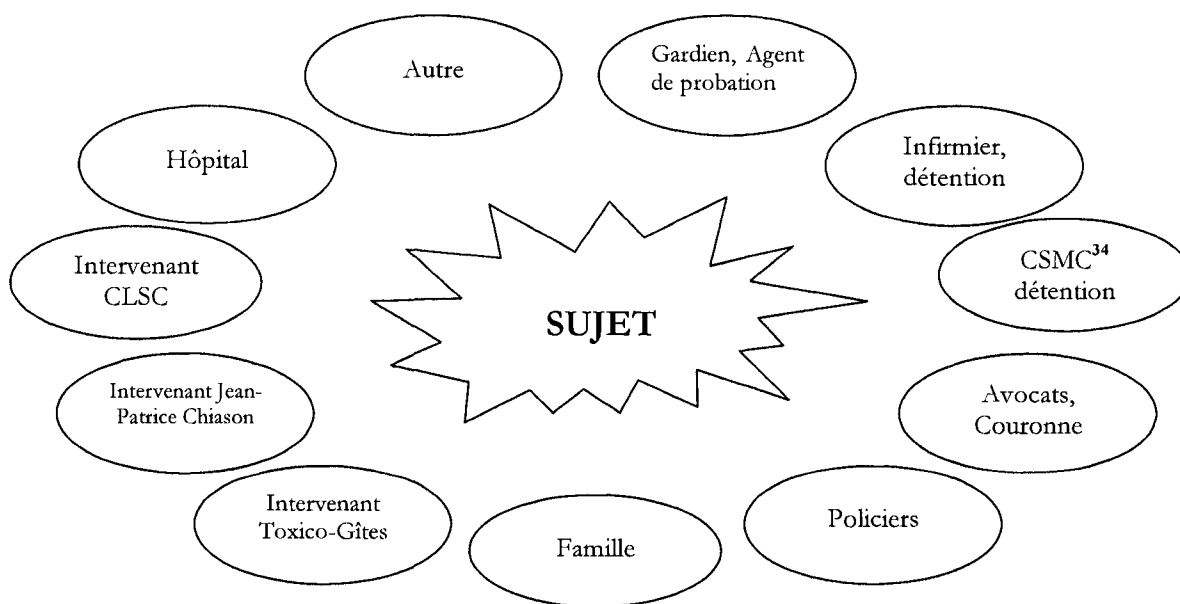 Autre
Gardien, Agent
de probation
Hôpital
Infirmier,
détention
Intervenant
CLSC
CSMC34
détention
SUJET
Intervenant Jean-
Patrice Chiason
Avocats,
Couronne
Intervenant
Toxico-Gîtes
Policiers
Famille